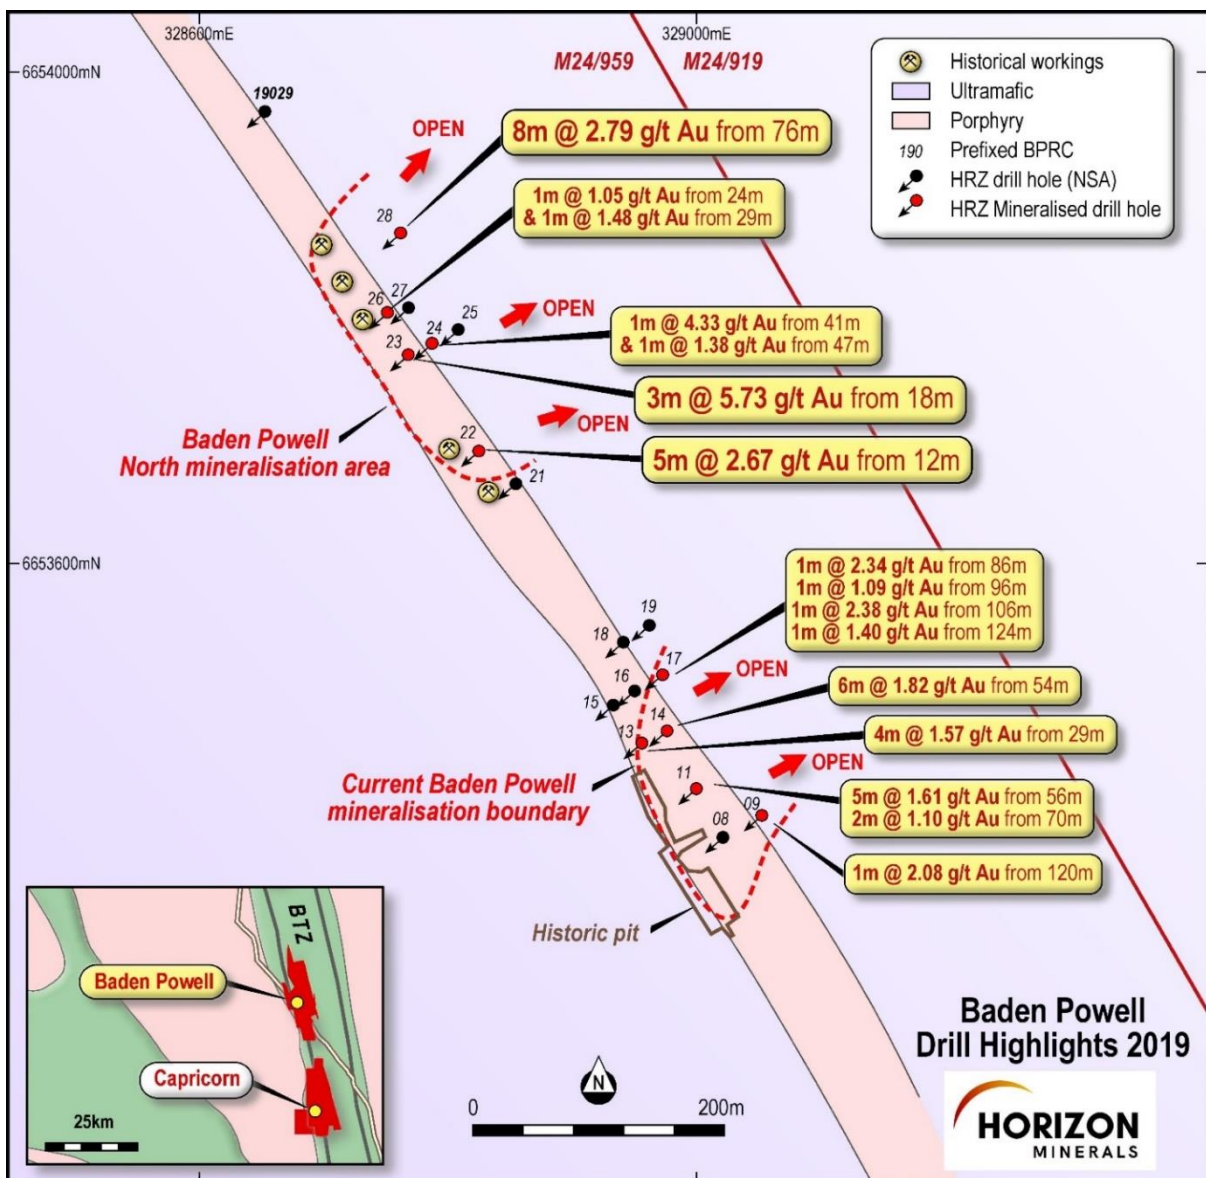 328600mE
329000mE
6654000mN
M24/959
M24/919
Historical workings
Ultramafic
Porphyry
190 Prefixed BPRC
HRZ drill hole (NSA)
HRZ Mineralised drill hole
19029
OPEN
8m @ 2.79 g/t Au from 76m
1m @ 1.05 g/t Au from 24m
& 1m @ 1.48 g/t Au from 29m
28
26
27
25
OPEN
24
23
1m @ 4.33 g/t Au from 41m
& 1m @ 1.38 g/t Au from 47m
3m @ 5.73 g/t Au from 18m
OPEN
Baden Powell
North mineralisation area
22
5m @ 2.67 g/t Au from 12m
21
6653600mN
1m @ 2.34 g/t Au from 86m
1m @ 1.09 g/t Au from 96m
1m @ 2.38 g/t Au from 106m
1m @ 1.40 g/t Au from 124m
19
18
17
OPEN
16
15
6m @ 1.82 g/t Au from 54m
14
13
4m @ 1.57 g/t Au from 29m
OPEN
Current Baden Powell
mineralisation boundary
11
5m @ 1.61 g/t Au from 56m
2m @ 1.10 g/t Au from 70m
09
08
1m @ 2.08 g/t Au from 120m
Historic pit
BTZ
Baden Powell
Capricorn
25km
N
0
200m
Baden Powell
Drill Highlights 2019
HORIZON
MINERALS